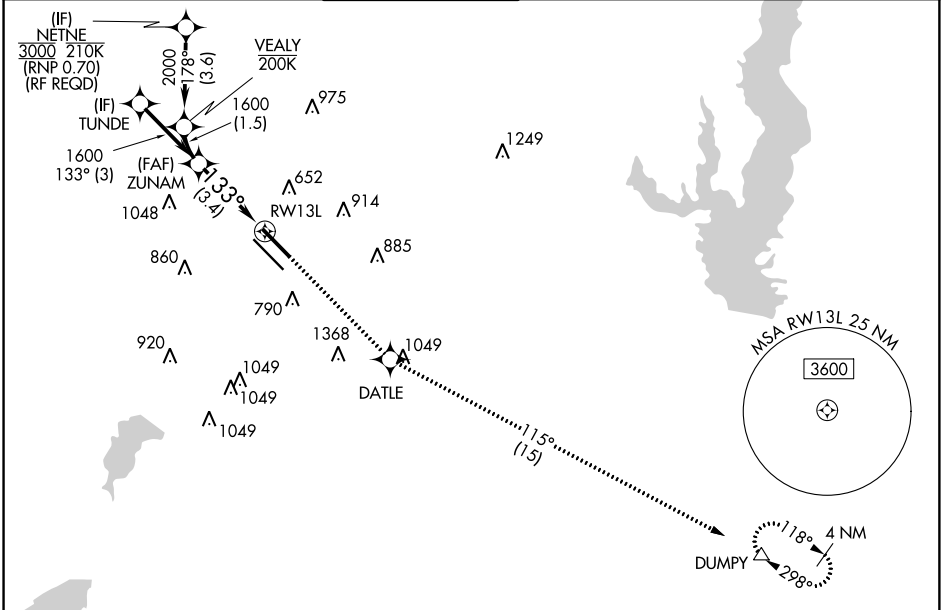 (IF)
NETNE
3000 210K
(RNP 0.70)
(RF REQD)
2000
178°
(3.6)
VEALY
200K
(IF)
TUNDE
1600
(1.5)
975
1249
1600
133° (3)
(FAF)
ZUNAM
133°
(3.4)
652
1048
914
RW13L
885
860
790
1368
1049
920
DATLE
1049
1049
1049
MSA RW13L 25 NM
3600
115°
(15)
118°
4 NM
DUMPY
298°